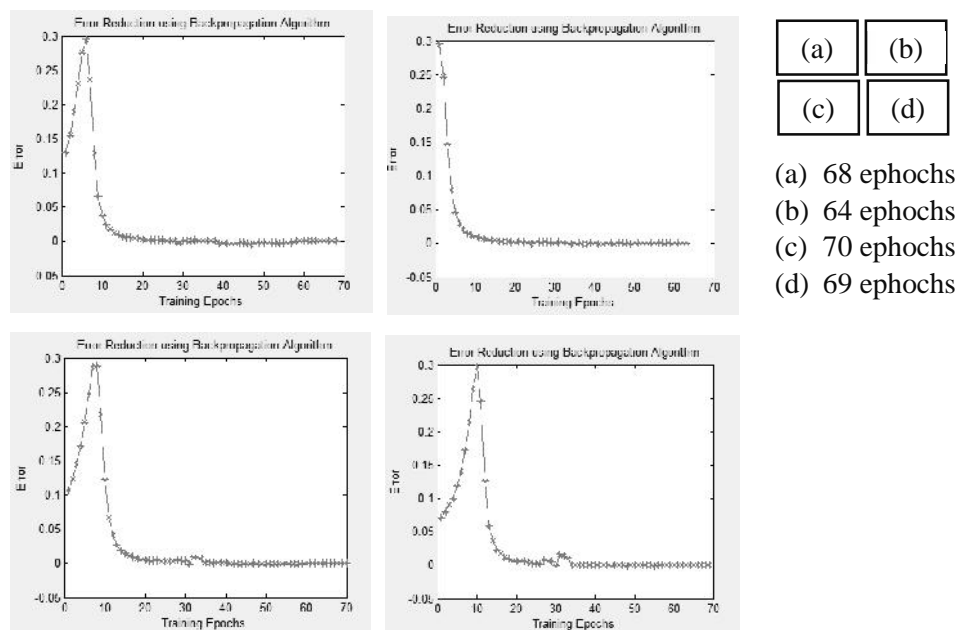 Error Reduction using Backpropagation Algorithm
0.3
0.25
0.2
0.15
0.1
0.05
0
-0.05
Error
0 10 20 30 40 50 60 70
Training Epochs
Error Reduction using Backpropagation Algorithm
0.3
0.25
0.2
0.15
0.1
0.05
0
-0.05
Error
0 10 20 30 40 50 60 70
Training Epochs
(a) (b)
(c) (d)
(a) 68 ephochs
(b) 64 ephochs
(c) 70 ephochs
(d) 69 ephochs
Error Reduction using Backpropagation Algorithm
0.3
0.25
0.2
0.15
0.1
0.05
0
-0.05
Error
0 10 20 30 40 50 60 70
Training Epochs
Error Reduction using Backpropagation Algorithm
0.3
0.25
0.2
0.15
0.1
0.05
0
-0.05
Error
0 10 20 30 40 50 60 70
Training Epochs